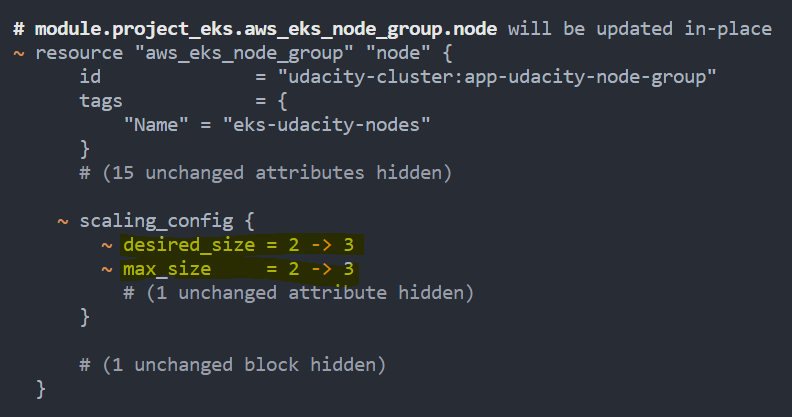 # module.project_eks.aws_eks_node_group.node will be updated in-place
~ resource "aws_eks_node_group" "node" {
id = "udacity-cluster:app-udacity-node-group"
tags = {
"Name" = "eks-udacity-nodes"
}
# (15 unchanged attributes hidden)
~ scaling_config {
~ desired_size = 2 -> 3
~ max_size = 2 -> 3
# (1 unchanged attribute hidden)
}
# (1 unchanged block hidden)
}